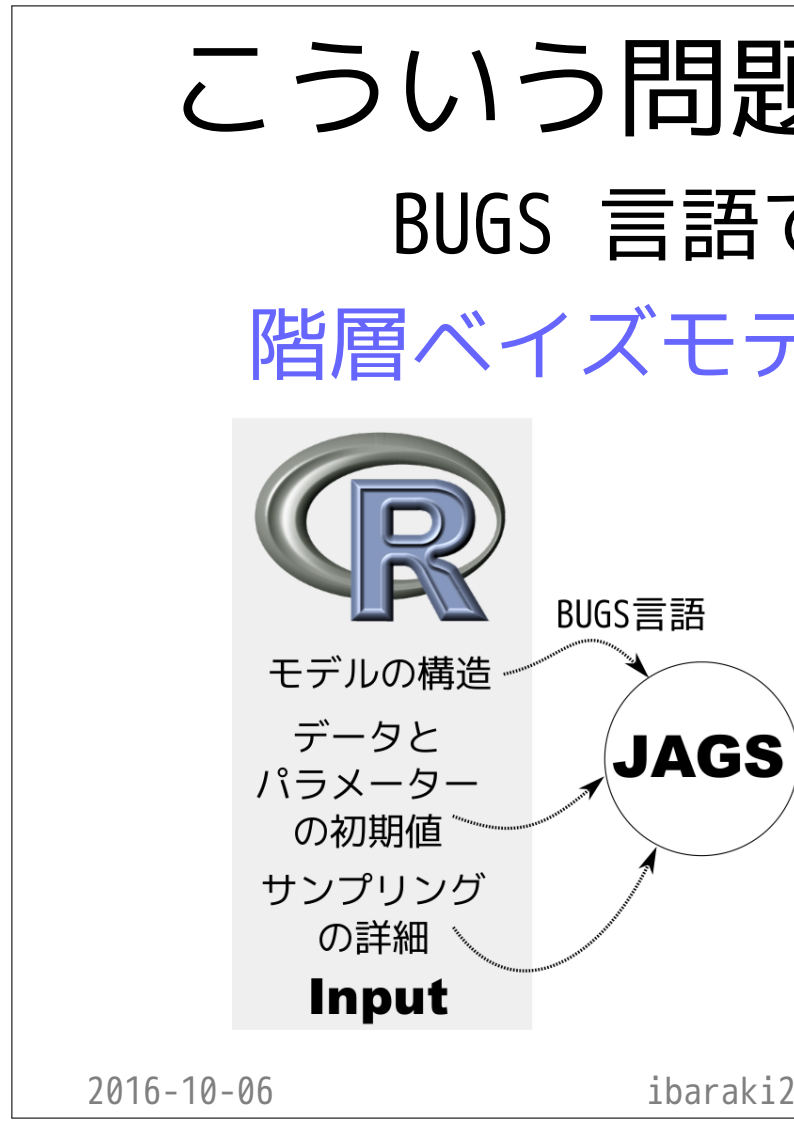 こういう問題
BUGS 言語で
階層ベイズモデ
R
BUGS言語
モデルの構造
データと
パラメーター
の初期値
JAGS
サンプリング
の詳細
Input
2016-10-06 ibaraki2